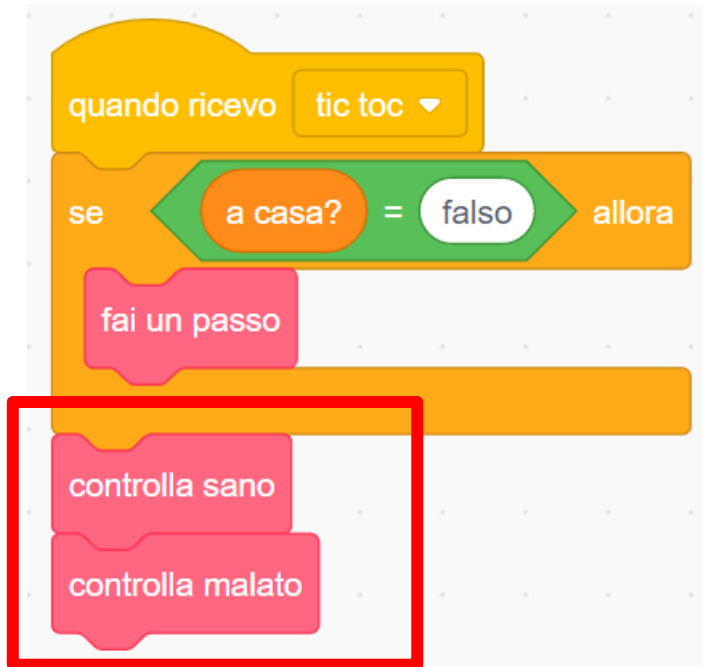 quando ricevo tic toc
se a casa? = falso allora
fai un passo
controlla sano
controlla malato